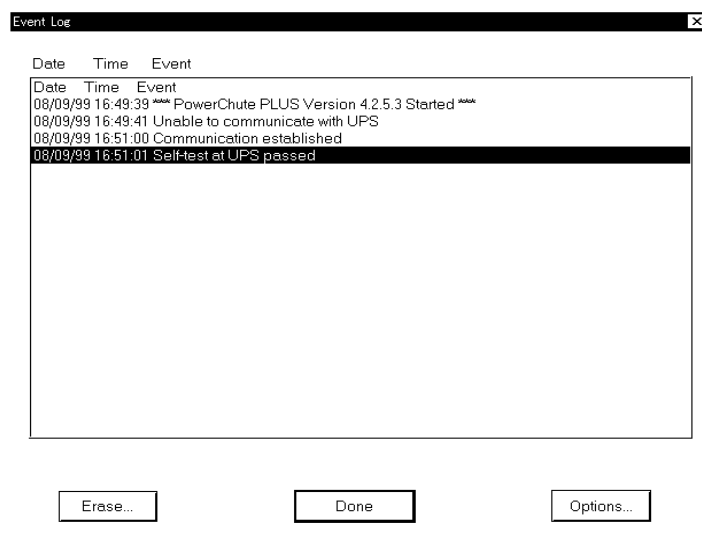 Event Log
Date Time Event
Date Time Event
08/09/99 16:49:39 *** PowerChute PLUS Version 4.2.5.3 Started ***
08/09/99 16:49:41 Unable to communicate with UPS
08/09/99 16:51:00 Communication established
08/09/99 16:51:01 Self-test at UPS passed
Erase... Done Options...